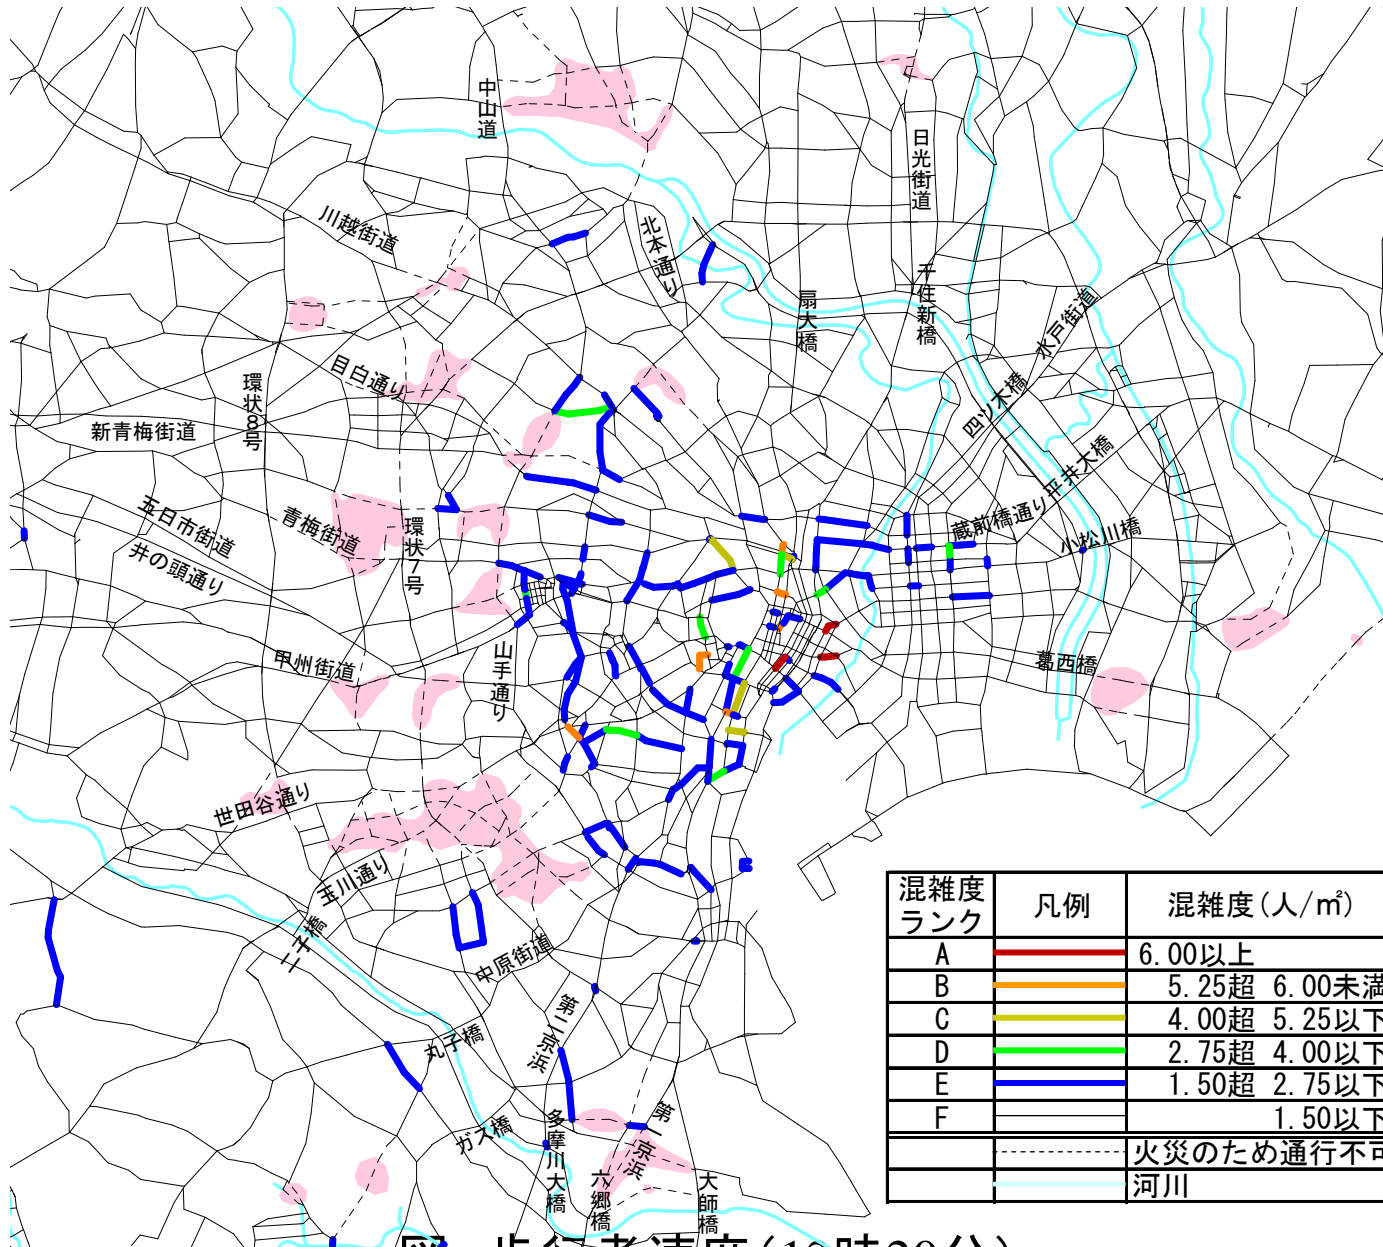 中山道
日光街道
川越街道
北本通り
千住新橋
扇大橋
水戸街道
目白通り
環状8号
四ツ木橋
新青梅街道
平井大橋
五日市街道
青梅街道
環状7号
蔵前橋通り
小松川橋
井の頭通り
甲州街道
山手通り
葛西橋
世田谷通り
玉川通り
二子橋
中原街道
第二京浜
丸子橋
ガス橋
多摩川大橋
第一京浜
六郷橋
大師橋
混雑度ランク 凡例 混雑度(人/㎡)
A 6.00以上
B 5.25超 6.00未満
C 4.00超 5.25以下
D 2.75超 4.00以下
E 1.50超 2.75以下
F 1.50以下
火災のため通行不可
河川